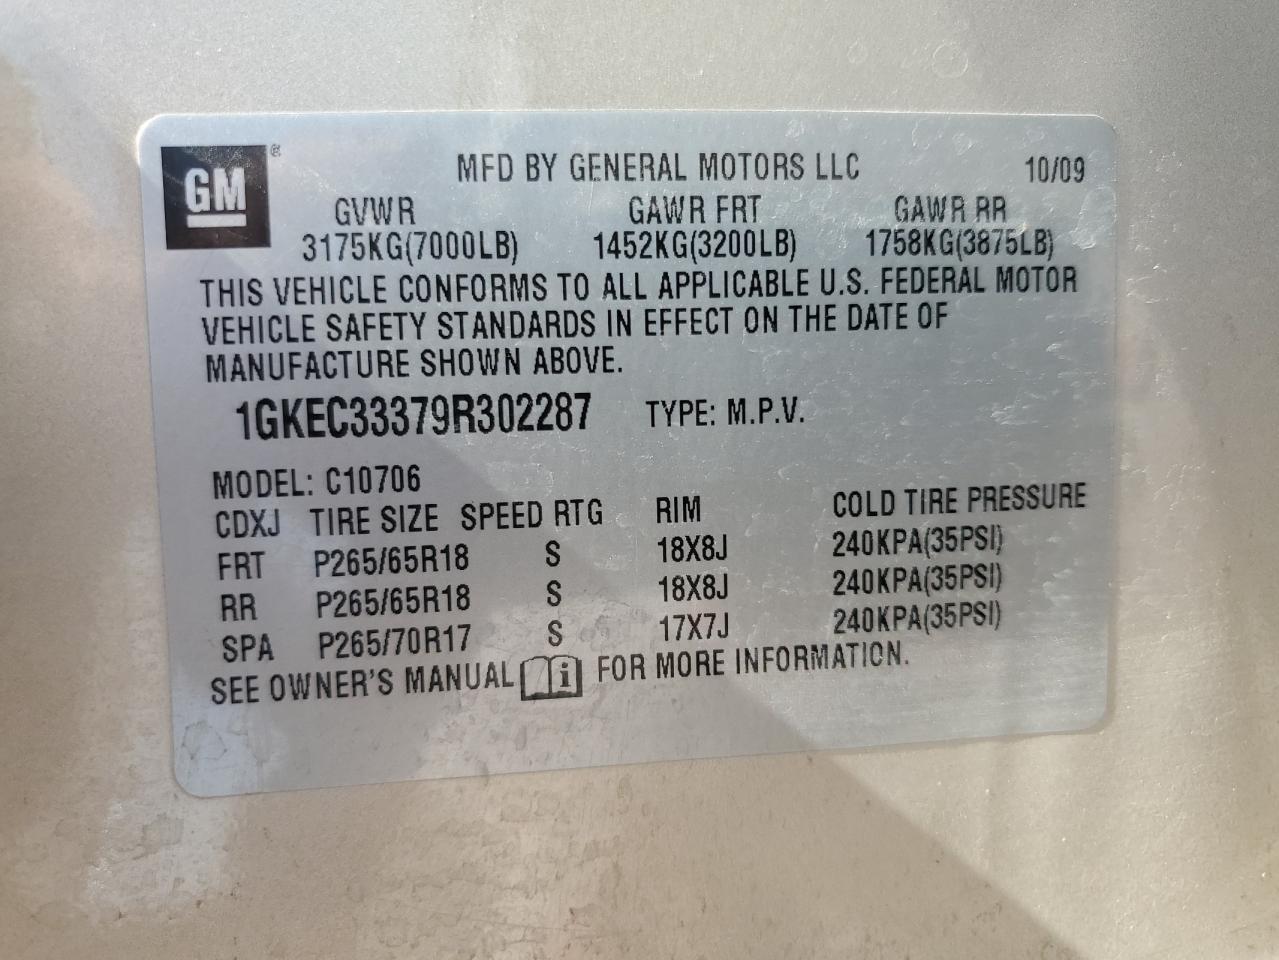 GM ® MFD BY GENERAL MOTORS LLC 10/09
GVWR GAWR FRT GAWR RR
3175KG(7000LB) 1452KG(3200LB) 1758KG(3875LB)
THIS VEHICLE CONFORMS TO ALL APPLICABLE U.S. FEDERAL MOTOR
VEHICLE SAFETY STANDARDS IN EFFECT ON THE DATE OF
MANUFACTURE SHOWN ABOVE.
1GKEC33379R302287 TYPE: M.P.V.
MODEL: C10706
CDXJ TIRE SIZE SPEED RTG RIM COLD TIRE PRESSURE
FRT P265/65R18 S 18X8J 240KPA(35PSI)
RR P265/65R18 S 18X8J 240KPA(35PSI)
SPA P265/70R17 S 17X7J 240KPA(35PSI)
SEE OWNER'S MANUAL i FOR MORE INFORMATION.